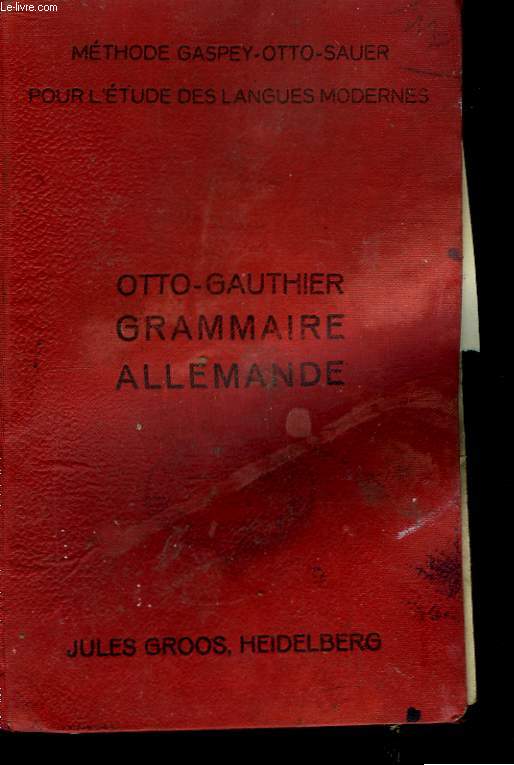 Le-livre.com
MÉTHODE GASPEY-OTTO-SAUER
POUR L'ÉTUDE DES LANGUES MODERNES
OTTO-GAUTHIER
GRAMMAIRE
ALLEMANDE
JULES GROOS, HEIDELBERG